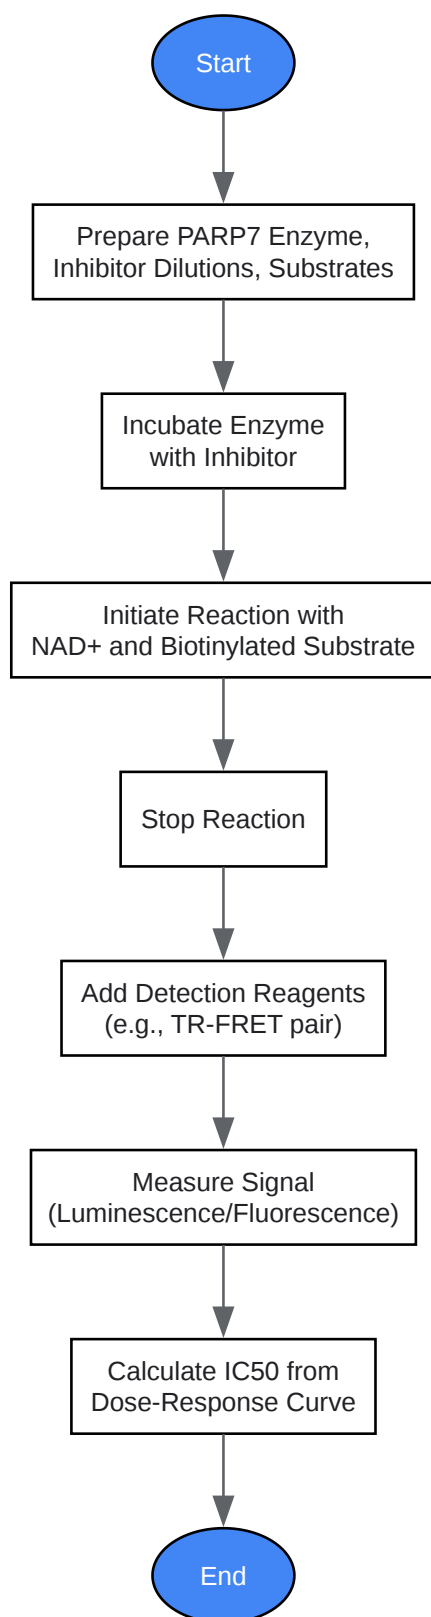 Start
Prepare PARP7 Enzyme,
Inhibitor Dilutions, Substrates
Incubate Enzyme
with Inhibitor
Initiate Reaction with
NAD+ and Biotinylated Substrate
Stop Reaction
Add Detection Reagents
(e.g., TR-FRET pair)
Measure Signal
(Luminescence/Fluorescence)
Calculate IC50 from
Dose-Response Curve
End